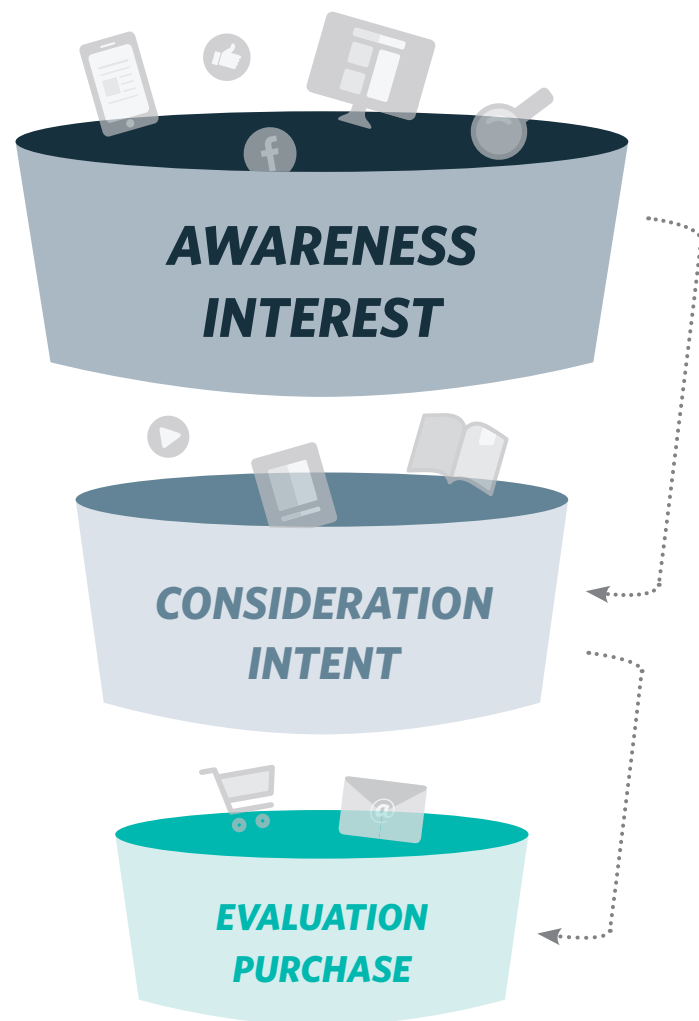 AWARENESS
INTEREST
CONSIDERATION
INTENT
@
EVALUATION
PURCHASE